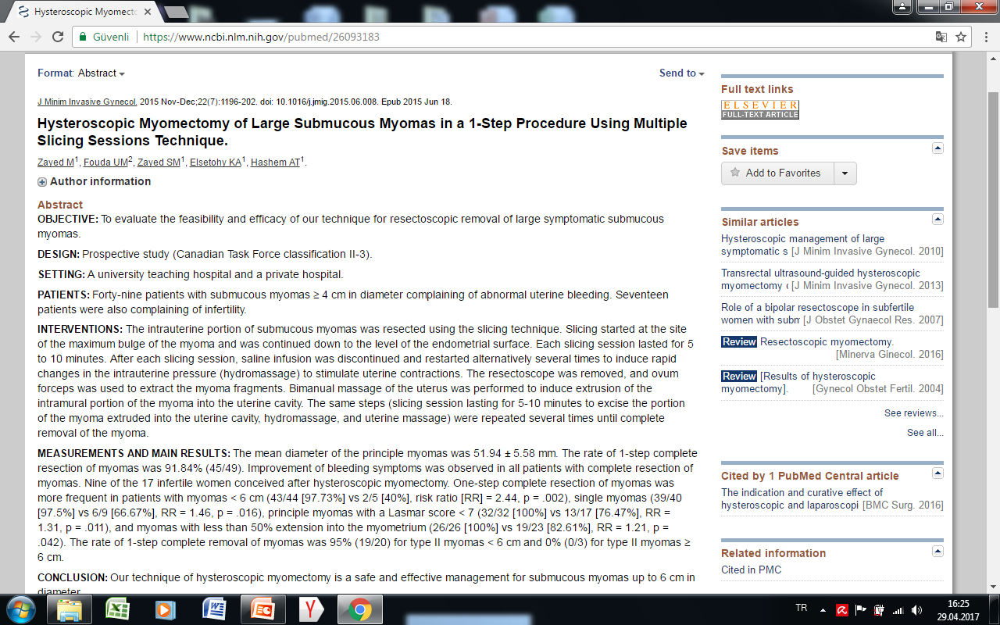 Hysteroscopic Myomecto
Güvenli
https://www.ncbi.nlm.nih.gov/pubmed/26093183
Format: Abstract
Send to
J Minim Invasive Gynecol. 2015 Nov-Dec;22(7):1196-202. doi: 10.1016/j.jmig.2015.06.008. Epub 2015 Jun 18.
Hysteroscopic Myomectomy of Large Submucous Myomas in a 1-Step Procedure Using Multiple
Slicing Sessions Technique.
Zayed M1, Fouda UM2, Zayed SM1, Elsetohy KA1, Hashem AT1.
Author information
Abstract
OBJECTIVE: To evaluate the feasibility and efficacy of our technique for resectoscopic removal of large symptomatic submucous
myomas.
DESIGN: Prospective study (Canadian Task Force classification II-3).
SETTING: A university teaching hospital and a private hospital.
PATIENTS: Forty-nine patients with submucous myomas ≥ 4 cm in diameter complaining of abnormal uterine bleeding. Seventeen
patients were also complaining of infertility.
INTERVENTIONS: The intrauterine portion of submucous myomas was resected using the slicing technique. Slicing started at the site
of the maximum bulge of the myoma and was continued down to the level of the endometrial surface. Each slicing session lasted for 5
to 10 minutes. After each slicing session, saline infusion was discontinued and restarted alternatively several times to induce rapid
changes in the intrauterine pressure (hydromassage) to stimulate uterine contractions. The resectoscope was removed, and ovum
forceps was used to extract the myoma fragments. Bimanual massage of the uterus was performed to induce extrusion of the
intramural portion of the myoma into the uterine cavity. The same steps (slicing session lasting for 5-10 minutes to excise the portion
of the myoma extruded into the uterine cavity, hydromassage, and uterine massage) were repeated several times until complete
removal of the myoma.
MEASUREMENTS AND MAIN RESULTS: The mean diameter of the principle myomas was 51.94 ± 5.58 mm. The rate of 1-step complete
resection of myomas was 91.84% (45/49). Improvement of bleeding symptoms was observed in all patients with complete resection of
myomas. Nine of the 17 infertile women conceived after hysteroscopic myomectomy. One-step complete resection of myomas was
more frequent in patients with myomas < 6 cm (43/44 [97.73%] vs 2/5 [40%], risk ratio [RR] = 2.44, p = .002), single myomas (39/40
[97.5%] vs 6/9 [66.67%], RR = 1.46, p = .016), principle myomas with a Lasmar score < 7 (32/32 [100%] vs 13/17 [76.47%], RR =
1.31, p = .011), and myomas with less than 50% extension into the myometrium (26/26 [100%] vs 19/23 [82.61%], RR = 1.21, p =
.042). The rate of 1-step complete removal of myomas was 95% (19/20) for type II myomas < 6 cm and 0% (0/3) for type II myomas ≥
6 cm.
CONCLUSION: Our technique of hysteroscopic myomectomy is a safe and effective management for submucous myomas up to 6 cm in
diameter
Full text links
ELSEVIER
FULL-TEXT ARTICLE
Save items
Add to Favorites
Similar articles
Hysteroscopic management of large
symptomatic s [J Minim Invasive Gynecol. 2010]
Transrectal ultrasound-guided hysteroscopic
myomectomy [J Minim Invasive Gynecol. 2013]
Role of a bipolar resectoscope in subfertile
women with subm [J Obstet Gynaecol Res. 2007]
Review Resectoscopic myomectomy.
[Minerva Ginecol. 2016]
Review [Results of hysteroscopic
myomectomy]. [Gynecol Obstet Fertil. 2004]
See reviews...
See all...
Cited by 1 PubMed Central article
The indication and curative effect of
hysteroscopic and laparoscopi [BMC Surg. 2016]
Related information
Cited in PMC
TR
16:25
29.04.2017